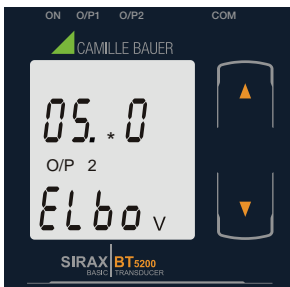 ON O/P1 O/P2 COM
CAMILLE BAUER
05.*0
O/P 2
ELbo V
SIRAX BT5200
BASIC TRANSDUCER